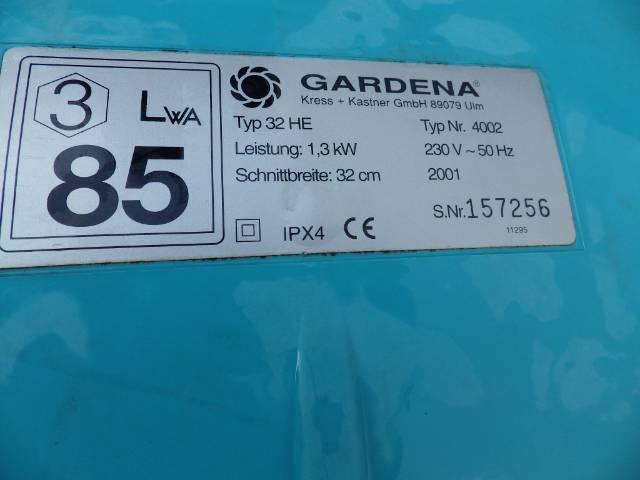 3 LWA
85
GARDENA®
Kress + Kastner GmbH 89079 Ulm
Typ 32 HE Typ Nr. 4002
Leistung: 1,3 kW 230 V ~ 50 Hz
Schnittbreite: 32 cm 2001
S.Nr. 157256
IPX4 CE
11295